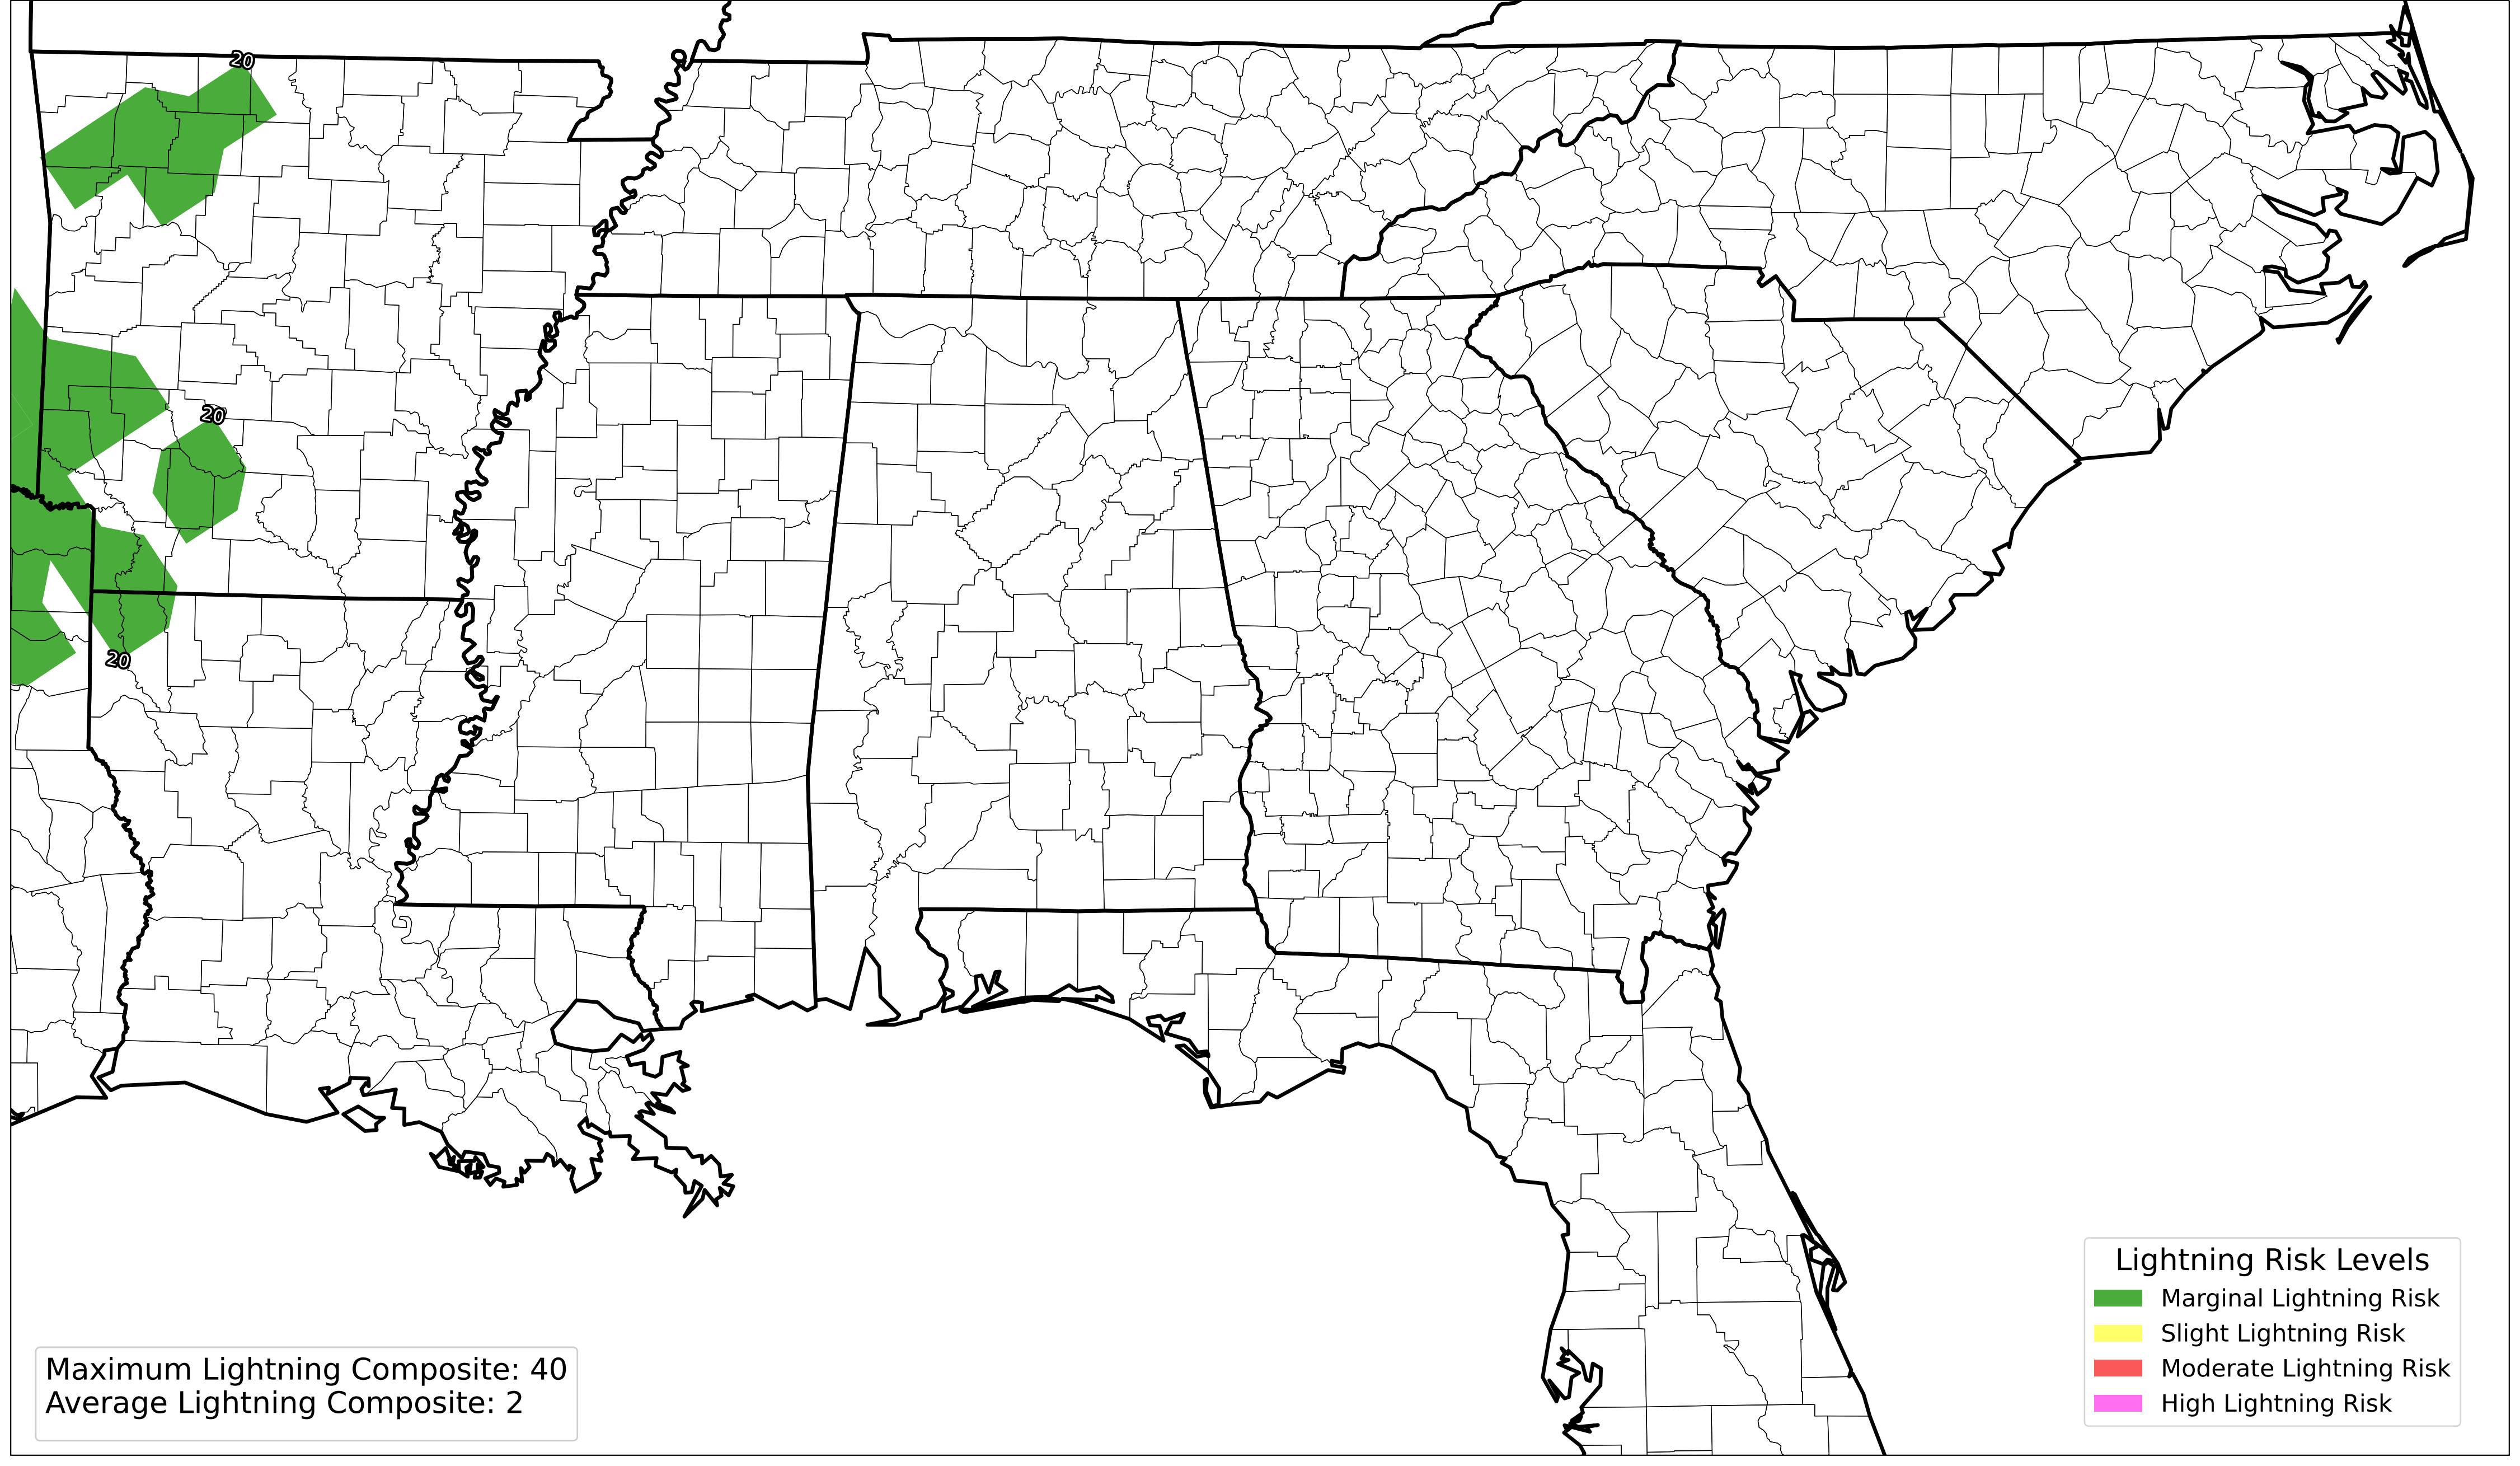 20
20
20
Lightning Risk Levels
Marginal Lightning Risk
Slight Lightning Risk
Moderate Lightning Risk
High Lightning Risk
Maximum Lightning Composite: 40
Average Lightning Composite: 2